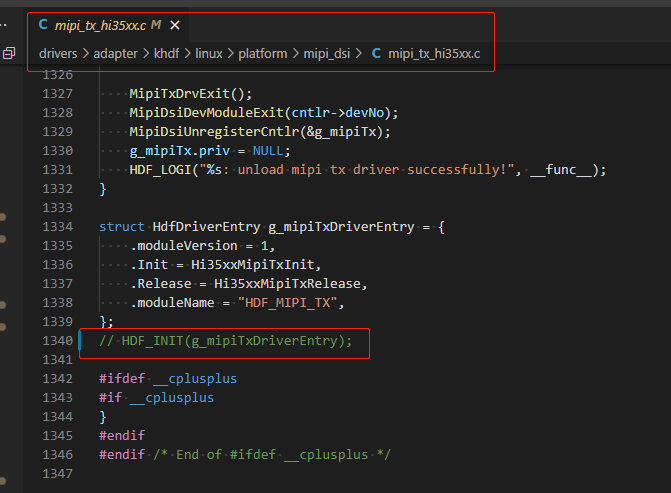 mipi_tx_hi35xx.c M ✕
drivers > adapter > khdf > linux > platform > mipi_dsi > C mipi_tx_hi35xx.c
1326
1327 ····MipiTxDrvExit();
1328 ····MipiDsiDevModuleExit(cntlr->devNo);
1329 ····MipiDsiUnregisterCntlr(&g_mipiTx);
1330 ····g_mipiTx.priv = NULL;
1331 ····HDF_LOGI("%s: unload mipi tx driver successfully!", __func__);
1332 }
1333
1334 struct HdfDriverEntry g_mipiTxDriverEntry = {
1335 ····.moduleVersion = 1,
1336 ····.Init = Hi35xxMipiTxInit,
1337 ····.Release = Hi35xxMipiTxRelease,
1338 ····.moduleName = "HDF_MIPI_TX",
1339 };
1340 // HDF_INIT(g_mipiTxDriverEntry);
1341
1342 #ifdef __cplusplus
1343 #if __cplusplus
1344 }
1345 #endif
1346 #endif /* End of #ifdef __cplusplus */
1347